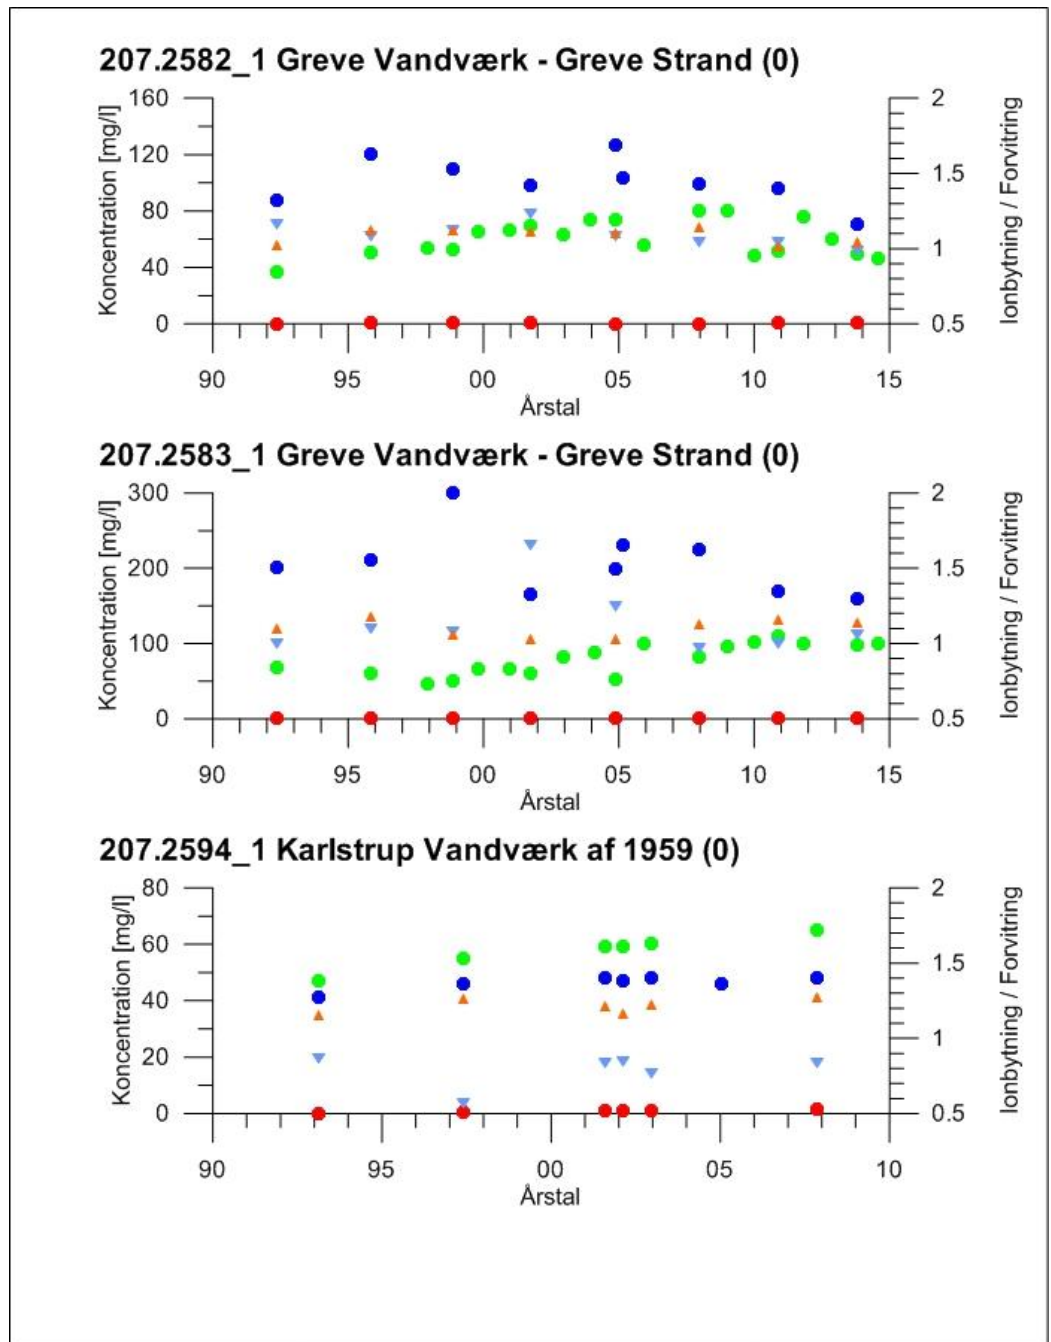 207.2582_1 Greve Vandværk - Greve Strand (0)
Koncentration [mg/l]
160
120
80
40
0
2
1.5
1
0.5
Ionbytning / Forvitring
90 95 00 05 10 15
Årstal
207.2583_1 Greve Vandværk - Greve Strand (0)
Koncentration [mg/l]
300
200
100
0
2
1.5
1
0.5
Ionbytning / Forvitring
90 95 00 05 10 15
Årstal
207.2594_1 Karlstrup Vandværk af 1959 (0)
Koncentration [mg/l]
80
60
40
20
0
2
1.5
1
0.5
Ionbytning / Forvitring
90 95 00 05 10
Årstal